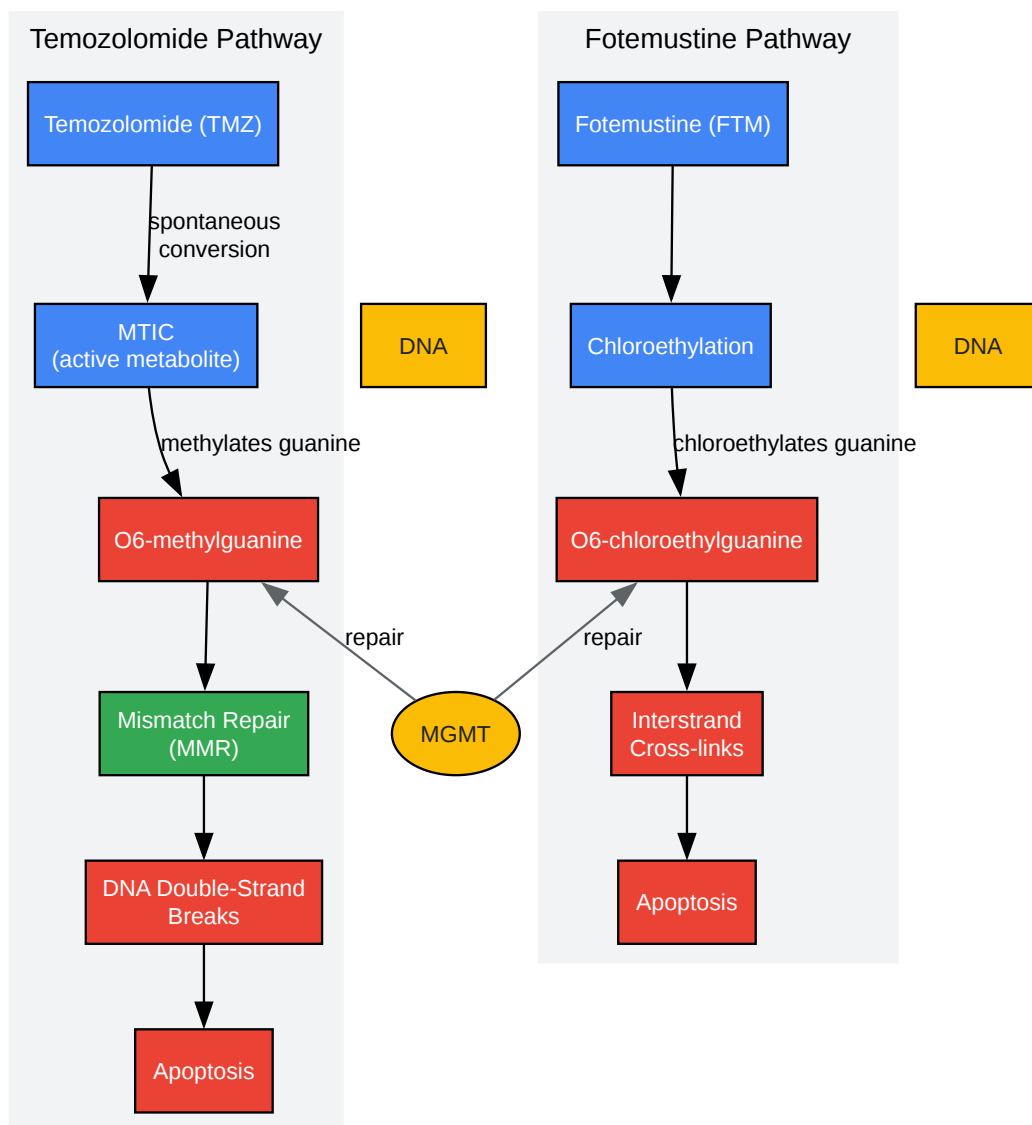 Temozolomide Pathway
Temozolomide (TMZ)
spontaneous
conversion
MTIC
(active metabolite)
DNA
methylates guanine
O6-methylguanine
repair
Mismatch Repair
(MMR)
MGMT
DNA Double-Strand
Breaks
Apoptosis
Fotemustine Pathway
Fotemustine (FTM)
Chloroethylation
DNA
chloroethylates guanine
O6-chloroethylguanine
repair
Interstrand
Cross-links
Apoptosis